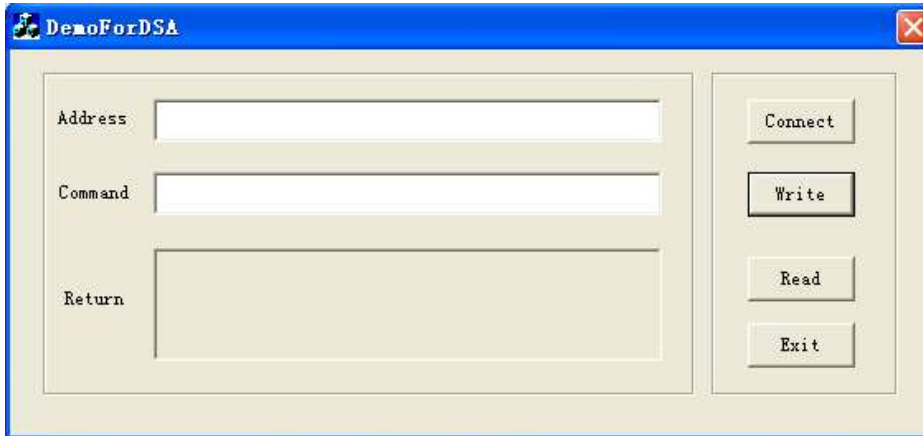 DemoForDSA
Address
Connect
Command
Write
Return
Read
Exit